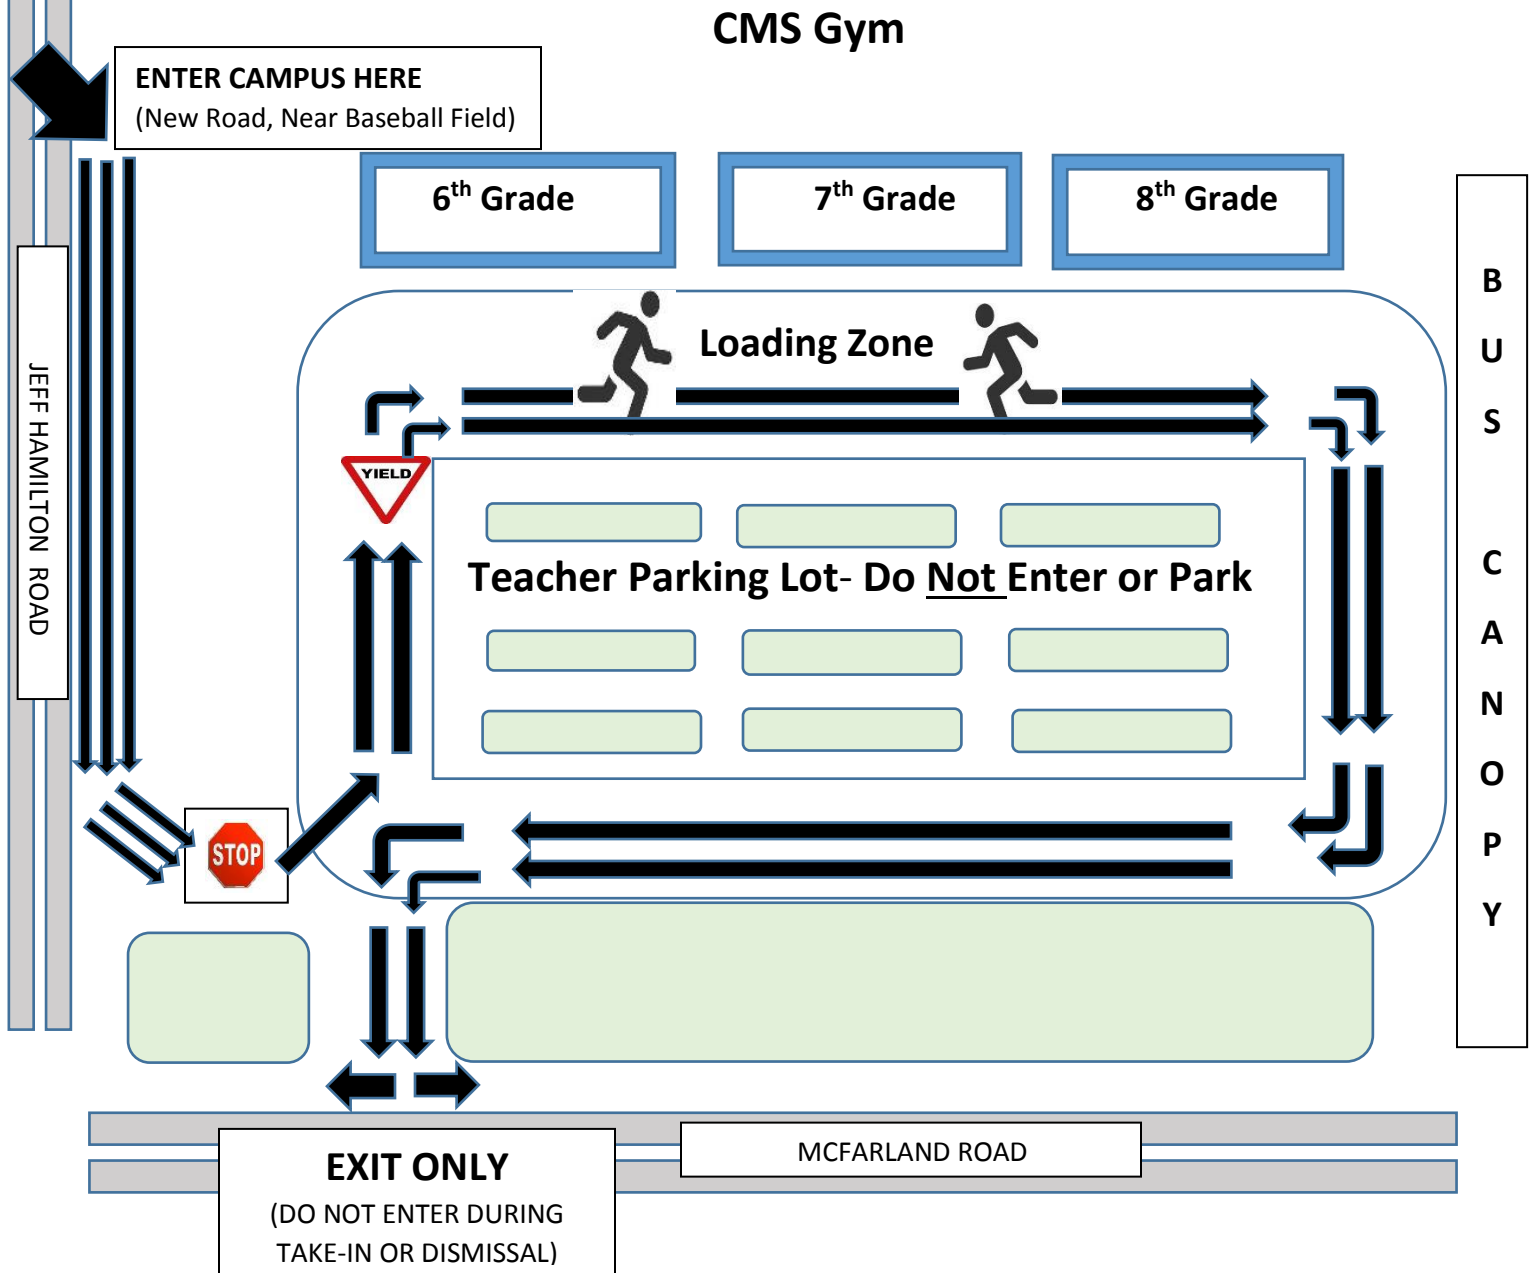 CMS Gym
ENTER CAMPUS HERE
(New Road, Near Baseball Field)
6th Grade
7th Grade
8th Grade
Loading Zone
YIELD
Teacher Parking Lot- Do Not Enter or Park
JEFF HAMILTON ROAD
STOP
BUS CANOPY
MCFARLAND ROAD
EXIT ONLY
(DO NOT ENTER DURING
TAKE-IN OR DISMISSAL)